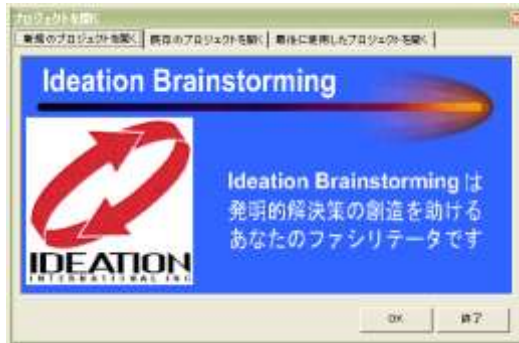 プロジェクトを開く
新規のプロジェクトを開く 既存のプロジェクトを開く 最後に使用したプロジェクトを開く
Ideation Brainstorming
Ideation Brainstorming は
発明的解決策の創造を助ける
あなたのファシリテータです
IDEATION
INTERNATIONAL INC
OK 終了